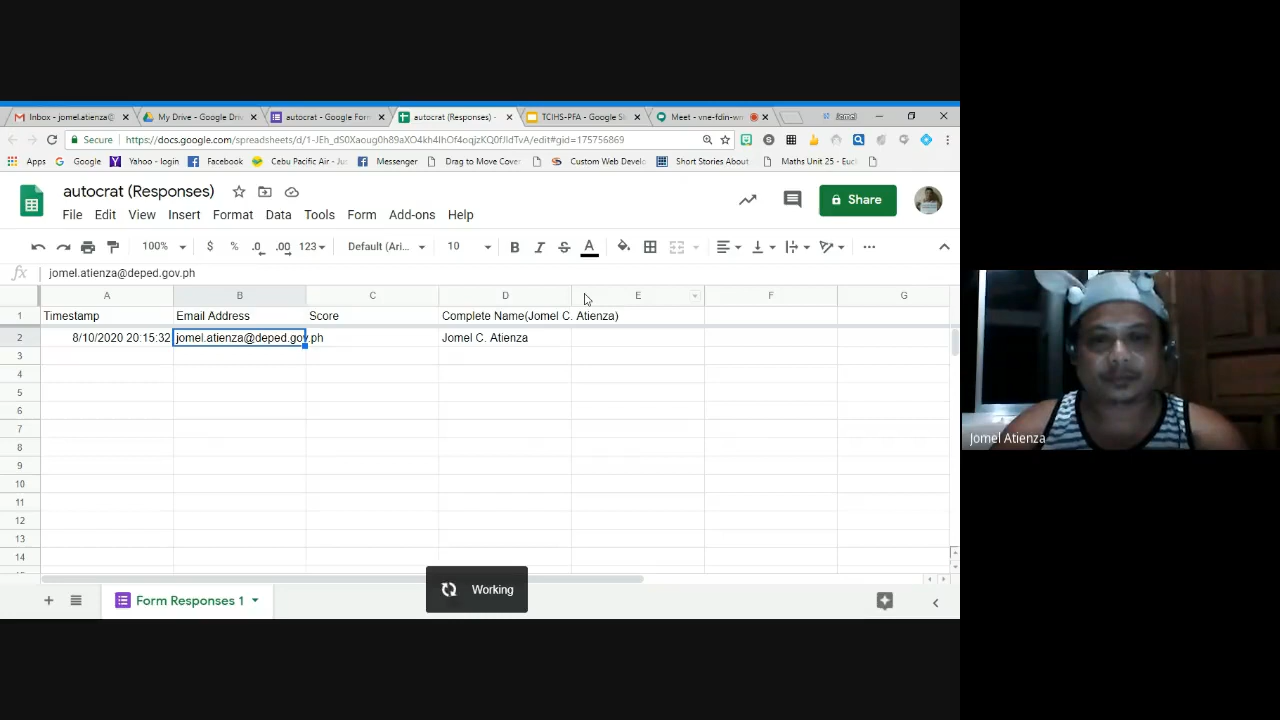 Inbox - jomel.atienza@
My Drive - Google Driv
autocrat - Google Form
autocrat (Responses) -
TCIHS-PFA - Google Sli
Meet - vne-fdin-wm
Jomel
Secure
https://docs.google.com/spreadsheets/d/1-JEh_dS0Xaoug0h89aXO4kh4IhOf4oqjzKQ0fJIdTvA/edit#gid=175756869
Apps
Google
Yahoo - login
Facebook
Cebu Pacific Air - Ju
Messenger
Drag to Move Cover
Custom Web Develo
Short Stories About
Maths Unit 25 - Eucl
autocrat (Responses)
File Edit View Insert Format Data Tools Form Add-ons Help
Share
100% $ % .0 .00 123 Default (Ari... 10 B I S A
fx jomel.atienza@deped.gov.ph
A B C D E F G
1 Timestamp Email Address Score Complete Name(Jomel C. Atienza)
2 8/10/2020 20:15:32 jomel.atienza@deped.gov.ph Jomel C. Atienza
3
4
5
6
7
8
9
10
11
12
13
14
Working
Form Responses 1
Jomel Atienza